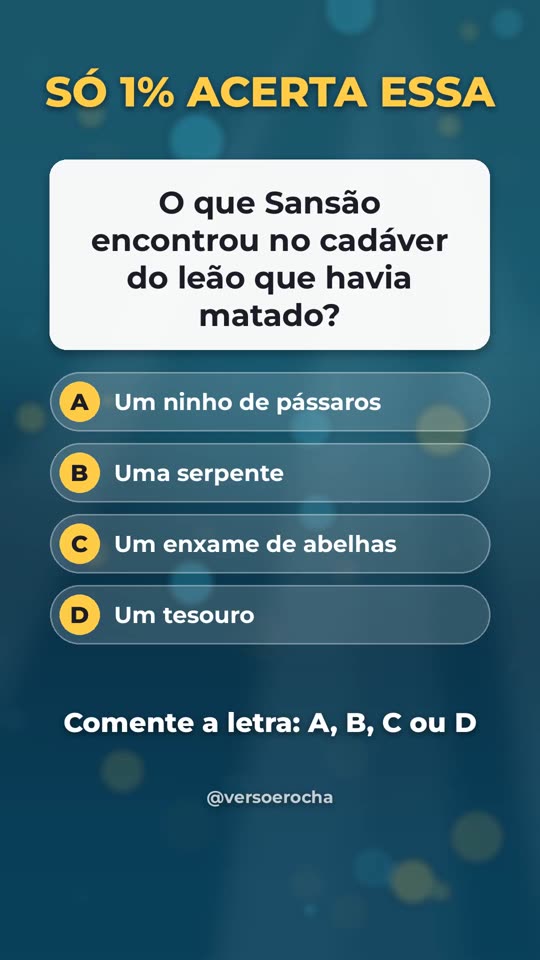 SÓ 1% ACERTA ESSA
O que Sansão
encontrou no cadáver
do leão que havia
matado?
A Um ninho de pássaros
B Uma serpente
C Um enxame de abelhas
D Um tesouro
Comente a letra: A, B, C ou D
@versoerocha